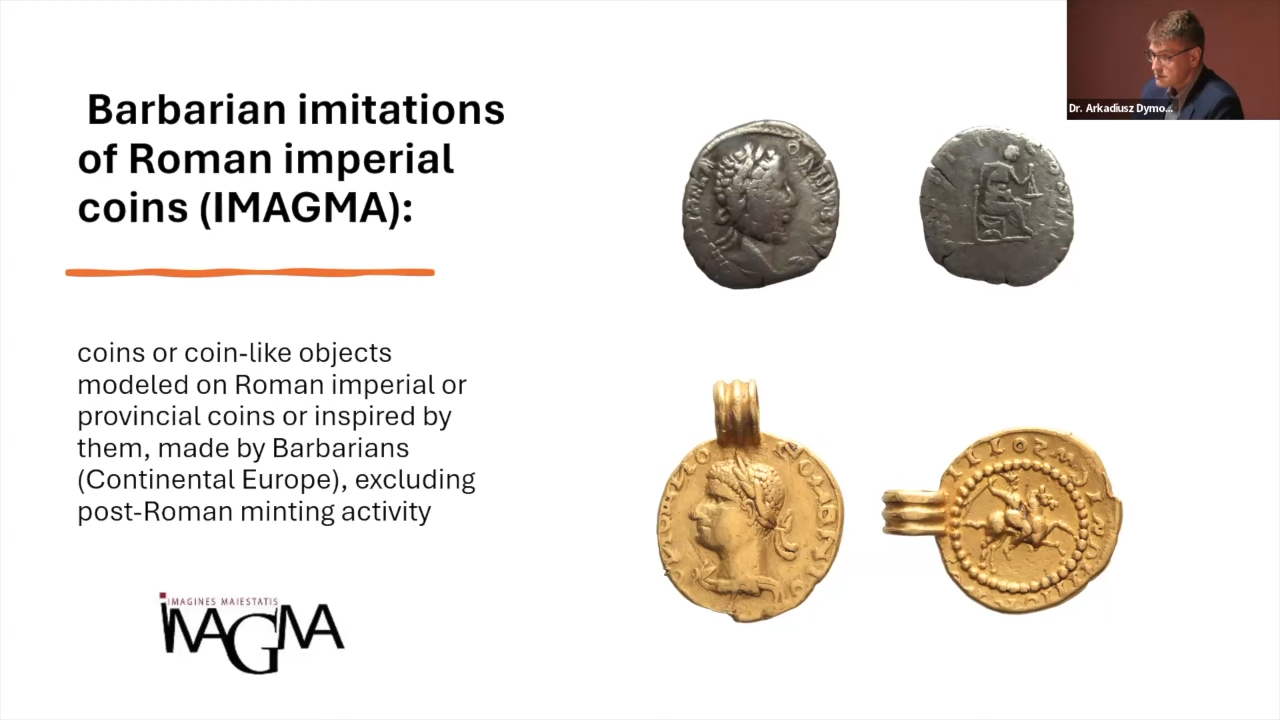 Barbarian imitations
of Roman imperial
coins (IMAGMA):
coins or coin-like objects
modeled on Roman imperial or
provincial coins or inspired by
them, made by Barbarians
(Continental Europe), excluding
post-Roman minting activity
IMAGINES MAIESTATIS
IMAGMA
Dr. Arkadiusz Dymo...